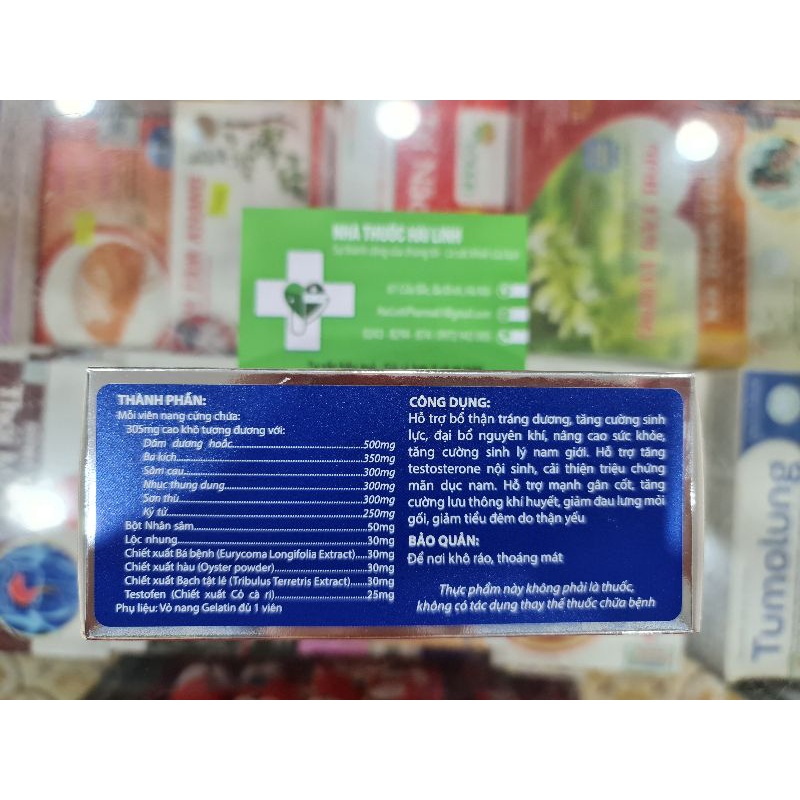 NHÀ THUỐC HẢI LINH
THÀNH PHẦN:
Mỗi viên nang cứng chứa:
305mg cao khô tương đương với:
Dâm dương hoắc.....500mg
Ba kích.....350mg
Sâm cau.....300mg
Nhục thung dung.....300mg
Sơn thù.....300mg
Kỷ tử.....250mg
Bột Nhân sâm.....50mg
Lộc nhung.....30mg
Chiết xuất Bá bệnh (Eurycoma Longifolia Extract)....30mg
Chiết xuất hàu (Oyster powder).....30mg
Chiết xuất Bạch tật lê (Tribulus Terretris Extract).....30mg
Testofen (Chiết xuất Cỏ cà ri).....25mg
Phụ liệu: Vỏ nang Gelatin đủ 1 viên
CÔNG DỤNG:
Hỗ trợ bổ thận tráng dương, tăng cường sinh
lực, đại bổ nguyên khí, nâng cao sức khỏe,
tăng cường sinh lý nam giới. Hỗ trợ tăng
testosterone nội sinh, cải thiện triệu chứng
mãn dục nam. Hỗ trợ mạnh gân cốt, tăng
cường lưu thông khí huyết, giảm đau lưng mỏi
gối, giảm tiểu đêm do thận yếu
BẢO QUẢN:
Để nơi khô ráo, thoáng mát
Thực phẩm này không phải là thuốc,
không có tác dụng thay thế thuốc chữa bệnh
Tumolung